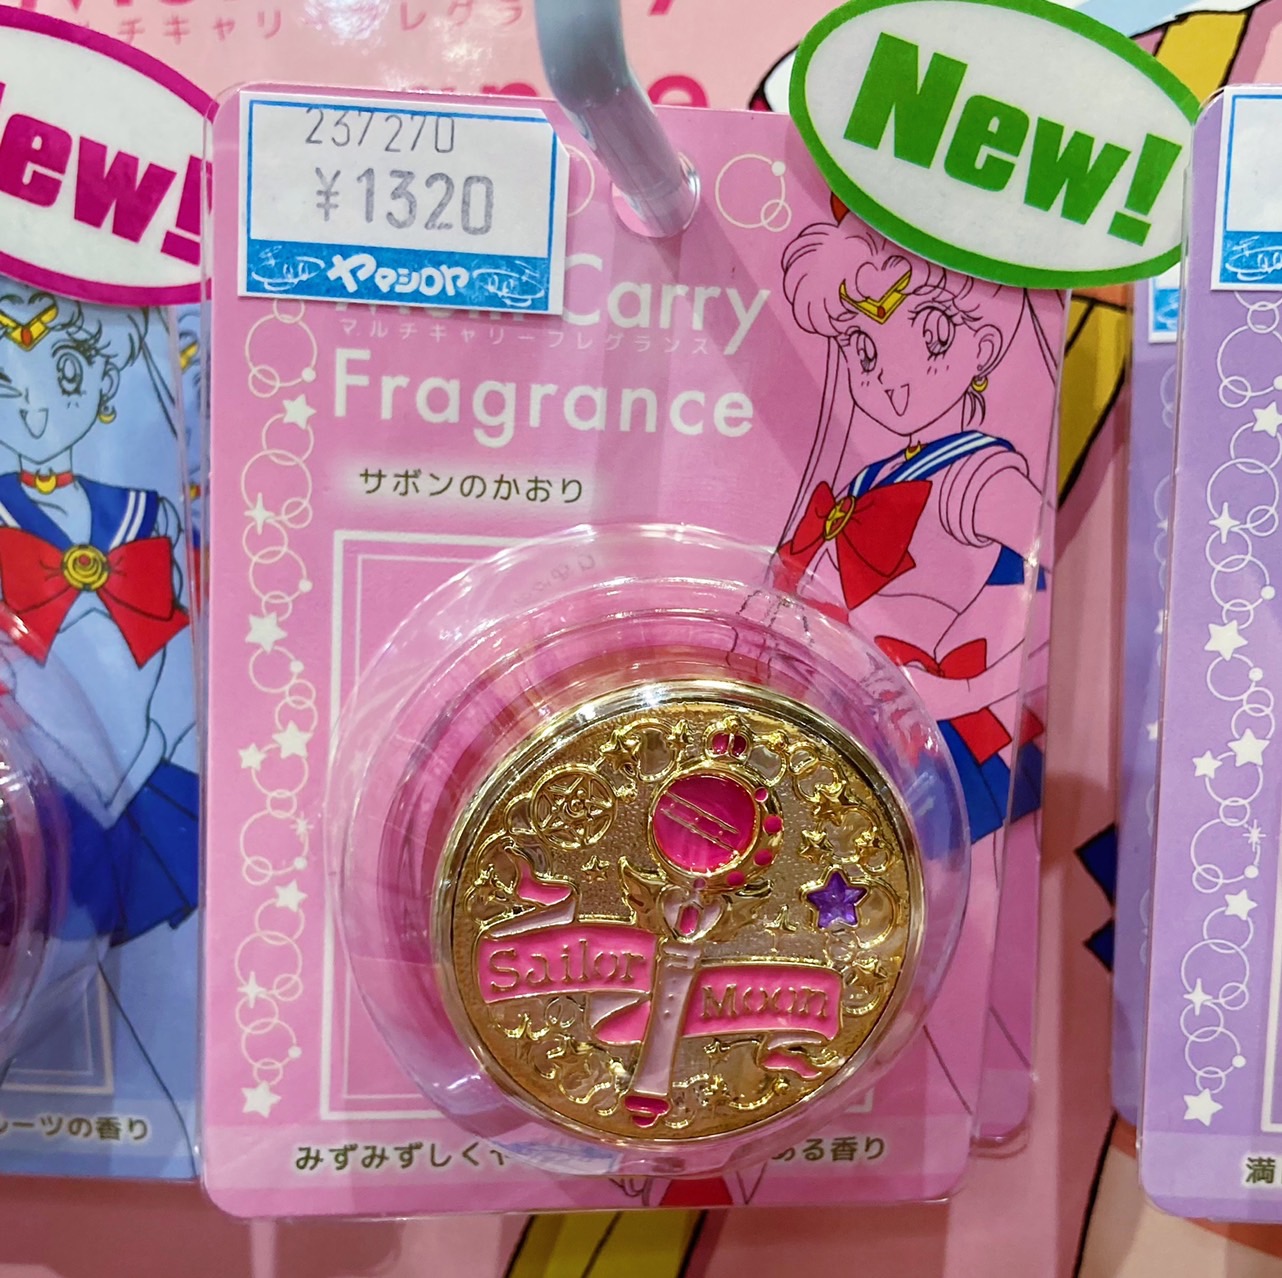 New!
237270
¥1320
ヤマシロヤ
Carry
マルチキャリーフレグランス
Fragrance
サボンのかおり
Sailor
Moon
みずみずしく
ある香り
ーツの香り
満